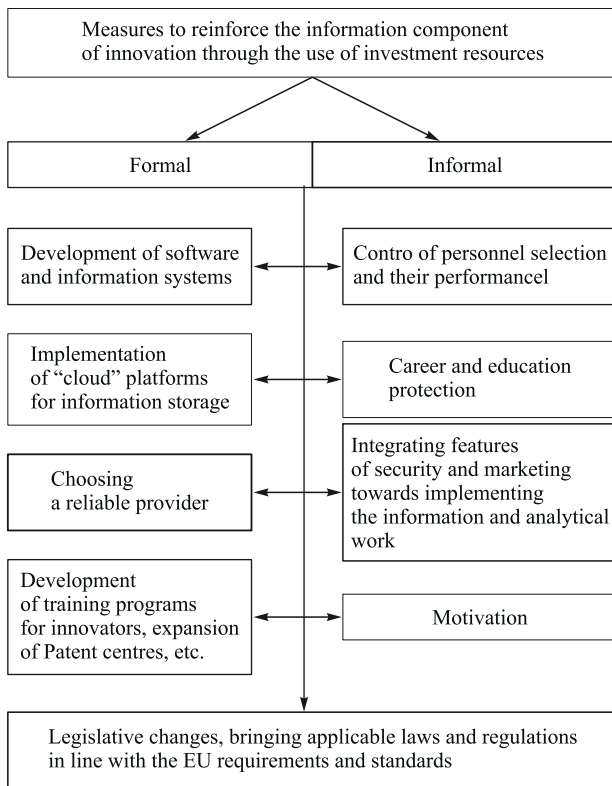 Measures to reinforce the information component
of innovation through the use of investment resources
Formal
Informal
Development of software
and information systems
Contro of personnel selection
and their performancel
Implementation
of “cloud” platforms
for information storage
Career and education
protection
Choosing
a reliable provider
Integrating features
of security and marketing
towards implementing
the information and analytical
work
Development
of training programs
for innovators, expansion
of Patent centres, etc.
Motivation
Legislative changes, bringing applicable laws and regulations
in line with the EU requirements and standards